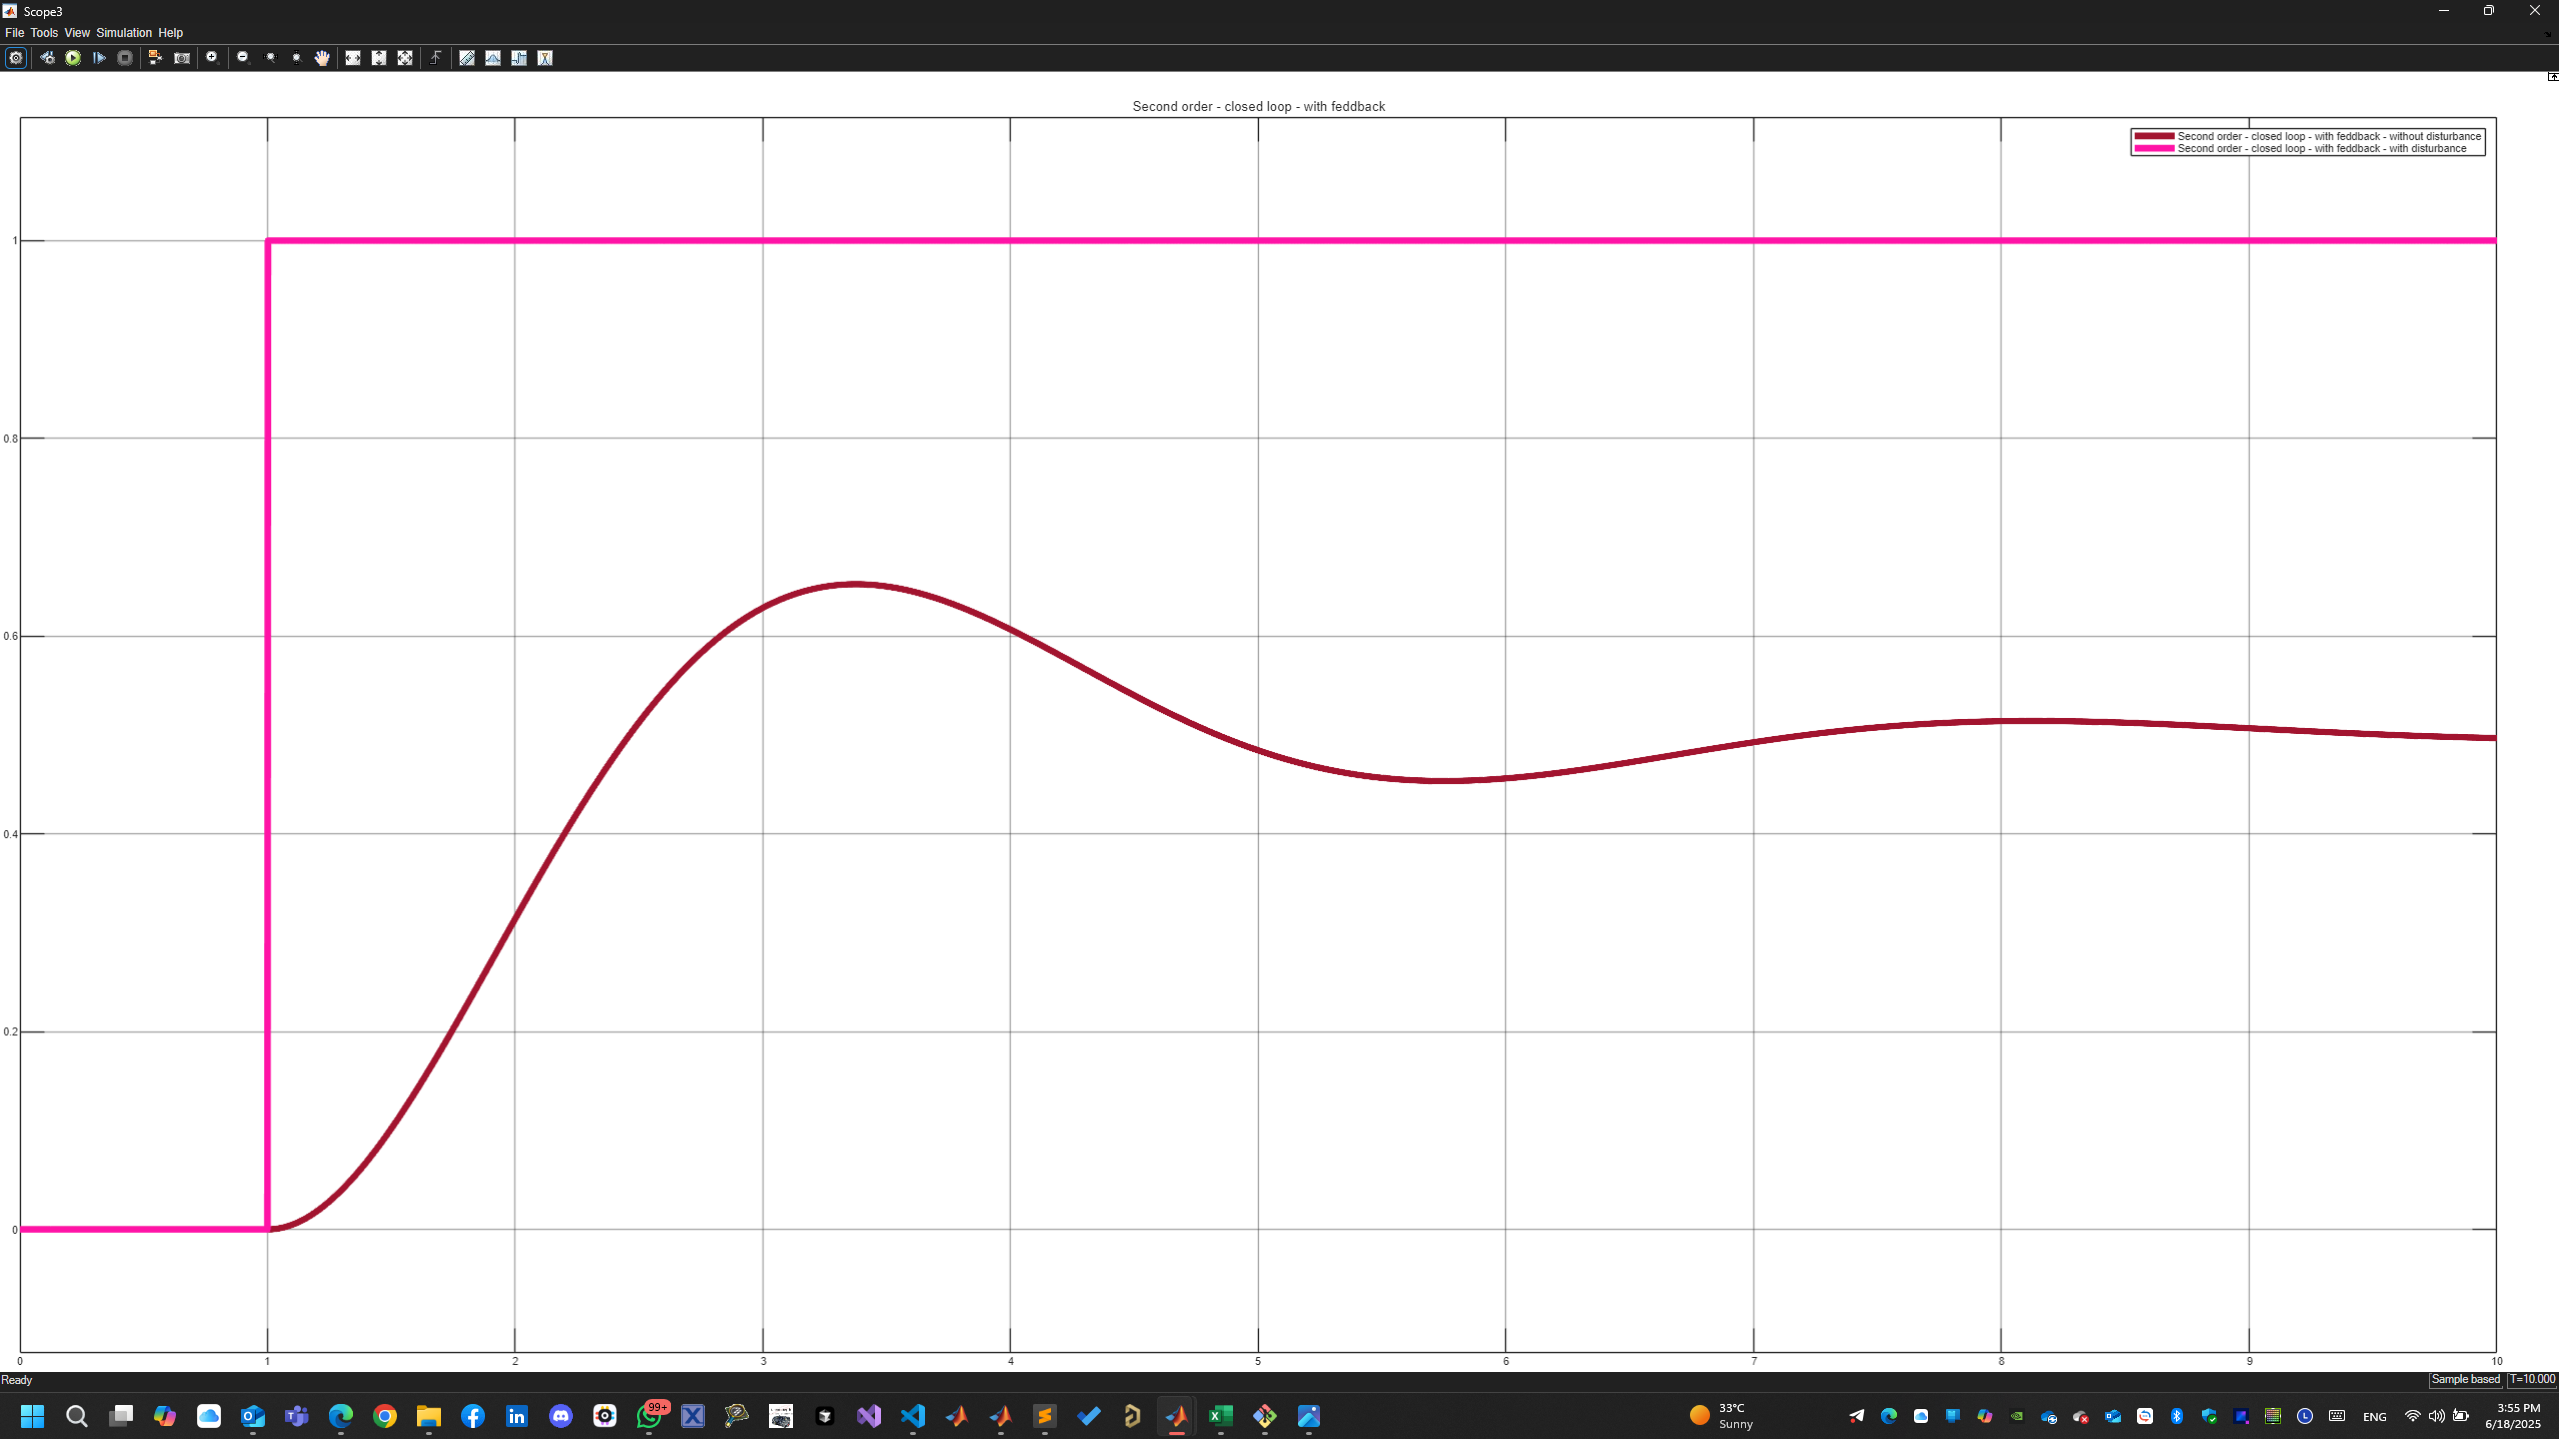 Scope3
File Tools View Simulation Help
Second order - closed loop - with feddback
Second order - closed loop - with feddback - without disturbance
Second order - closed loop - with feddback - with disturbance
1
0.8
0.6
0.4
0.2
0
0 1 2 3 4 5 6 7 8 9 10
Ready
Sample based T=10.000
99+
33°C
Sunny
ENG
3:55 PM
6/18/2025